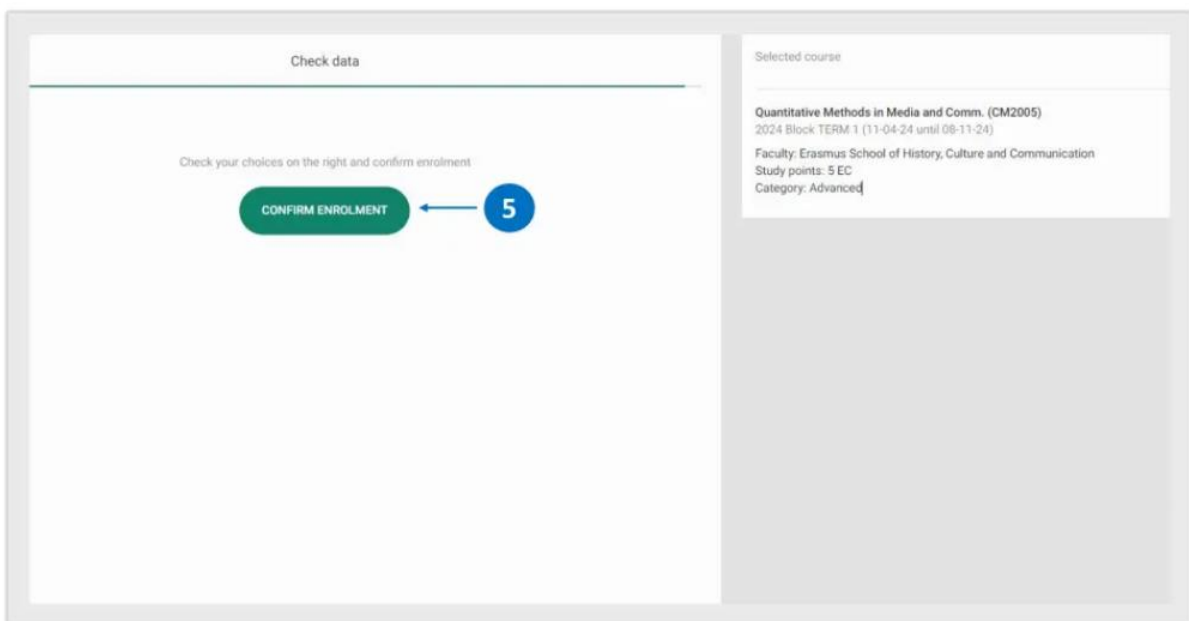 Check data
Check your choices on the right and confirm enrolment
CONFIRM ENROLMENT
5
Selected course
Quantitative Methods in Media and Comm. (CM2005)
2024 Block TERM 1 (11-04-24 until 08-11-24)
Faculty: Erasmus School of History, Culture and Communication
Study points: 5 EC
Category: Advanced